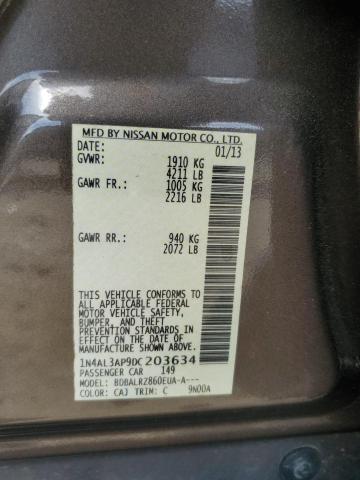 MFD BY NISSAN MOTOR CO., LTD.
DATE: 01/13
GVWR: 1910 KG
4211 LB
GAWR FR.: 1005 KG
2216 LB
GAWR RR.: 940 KG
2072 LB
THIS VEHICLE CONFORMS TO
ALL APPLICABLE FEDERAL
MOTOR VEHICLE SAFETY,
BUMPER, AND THEFT
PREVENTION STANDARDS IN
EFFECT ON THE DATE OF
MANUFACTURE SHOWN ABOVE.
1N4AL3AP9DC203634
PASSENGER CAR 149
MODEL: BDBALRZ860EUA-A---
COLOR: CAJ TRIM: C 9N00A